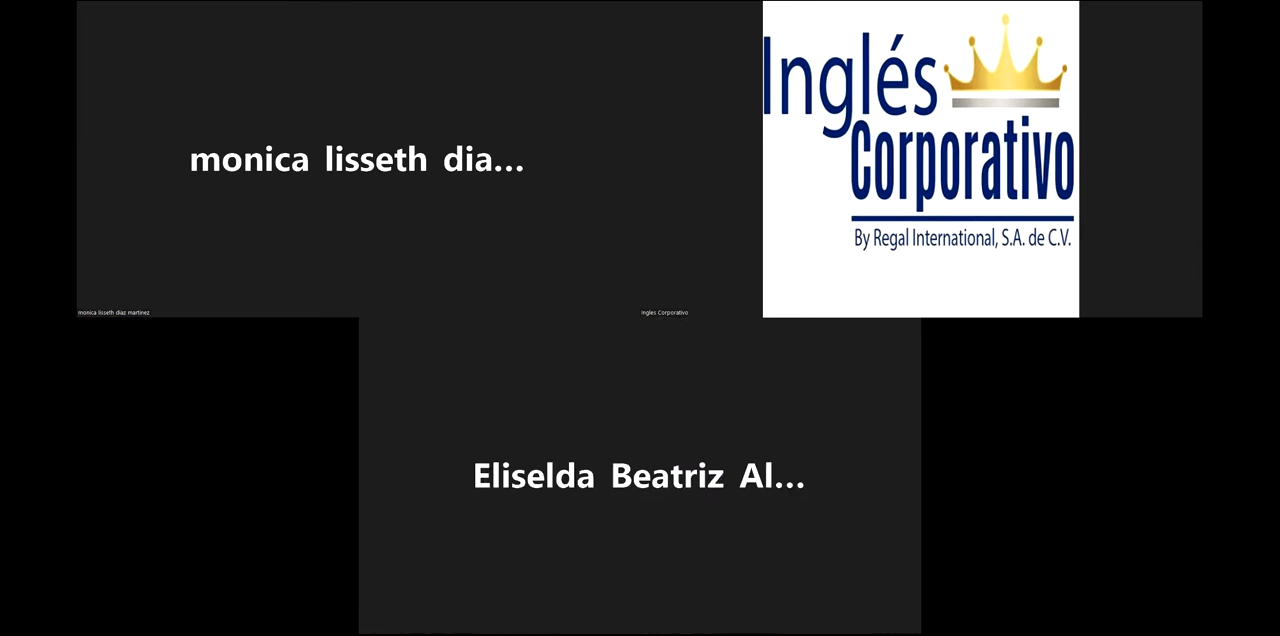 monica lisseth dia...
Inglés
Corporativo
By Regal International, S.A. de C.V.
monica lisseth diaz martinez
Ingles Corporativo
Eliselda Beatriz Al...